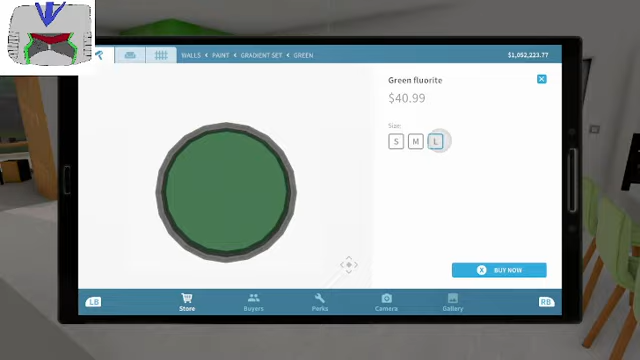 WALLS < PAINT < GRADIENT SET < GREEN
$1,052,223.77
Green fluorite
$40.99
Size:
S M L
X BUY NOW
LB
Store
Buyers
Perks
Camera
Gallery
RB